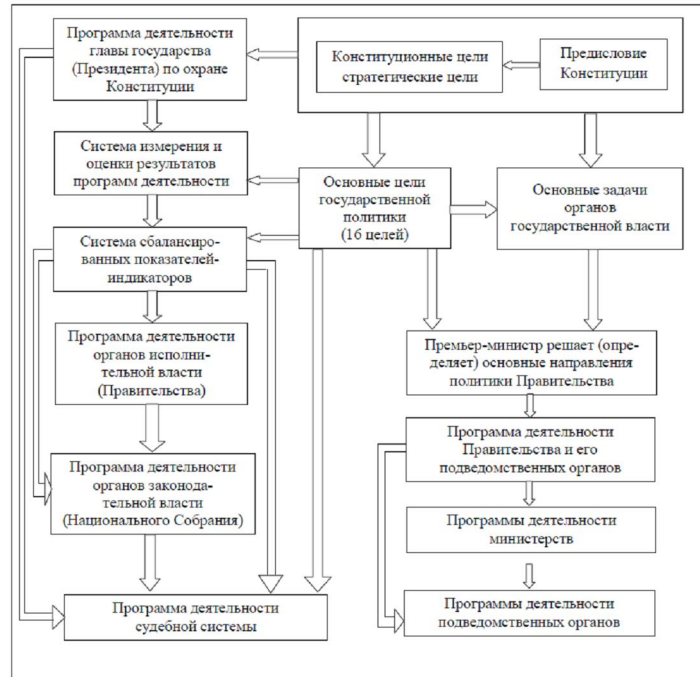 Программа деятельности
главы государства
(Президента) по охране
Конституции
Конституционные цели
стратегические цели
Предисловие
Конституции
Система измерения и
оценки результатов
программ деятельности
Основные цели
государственной
политики
(16 целей)
Основные задачи
органов
государственной власти
Система сбалансиро-
ванных показателей-
индикаторов
Программа деятельности
органов исполни-
тельной власти
(Правительства)
Премьер-министр решает (опре-
деляет) основные направления
политики Правительства
Программа деятельности
Правительства и его
подведомственных органов
Программа деятельности
органов законода-
тельной власти
(Национального Собрания)
Программы деятельности
министерств
Программа деятельности
судебной системы
Программы деятельности
подведомственных органов